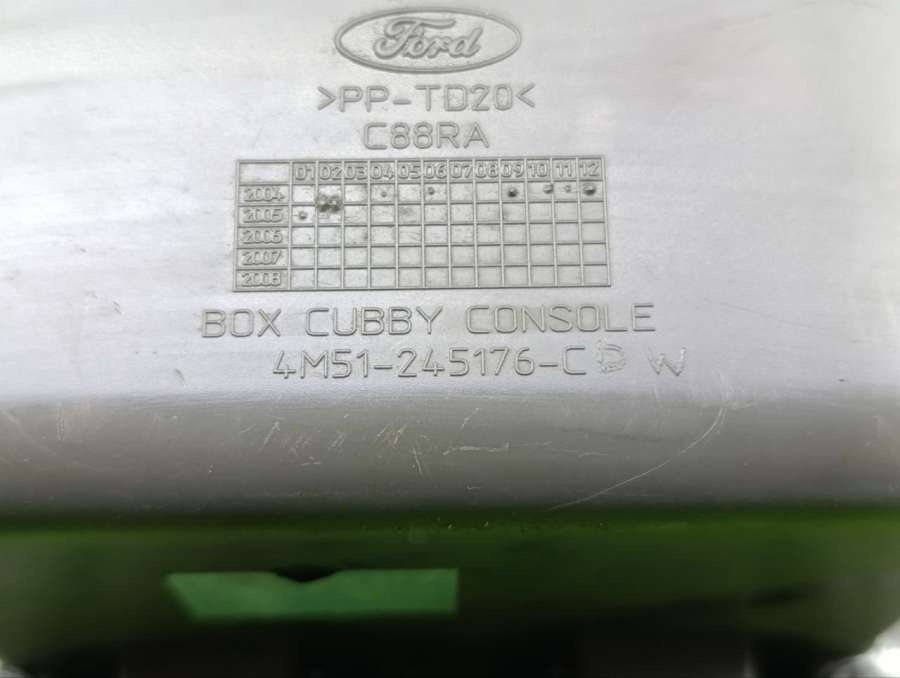 Ford
>PP-TD20<
C88RA
01 02 03 04 05 06 07 08 09 10 11 12
2004
2005
2006
2007
2008
BOX CUBBY CONSOLE
4M51-245176-CD W